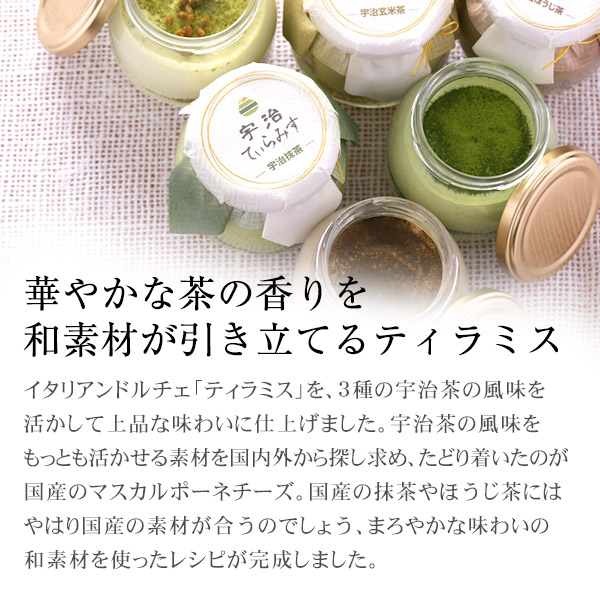 宇治玄米茶
ほうじ茶
宇治
てぃらみす
宇治抹茶
華やかな茶の香りを
和素材が引き立てるティラミス
イタリアンドルチェ「ティラミス」を、3種の宇治茶の風味を
活かして上品な味わいに仕上げました。宇治茶の風味を
もっとも活かせる素材を国内外から探し求め、たどり着いたのが
国産のマスカルポーネチーズ。国産の抹茶やほうじ茶には
やはり国産の素材が合うのでしょう、まろやかな味わいの
和素材を使ったレシピが完成しました。